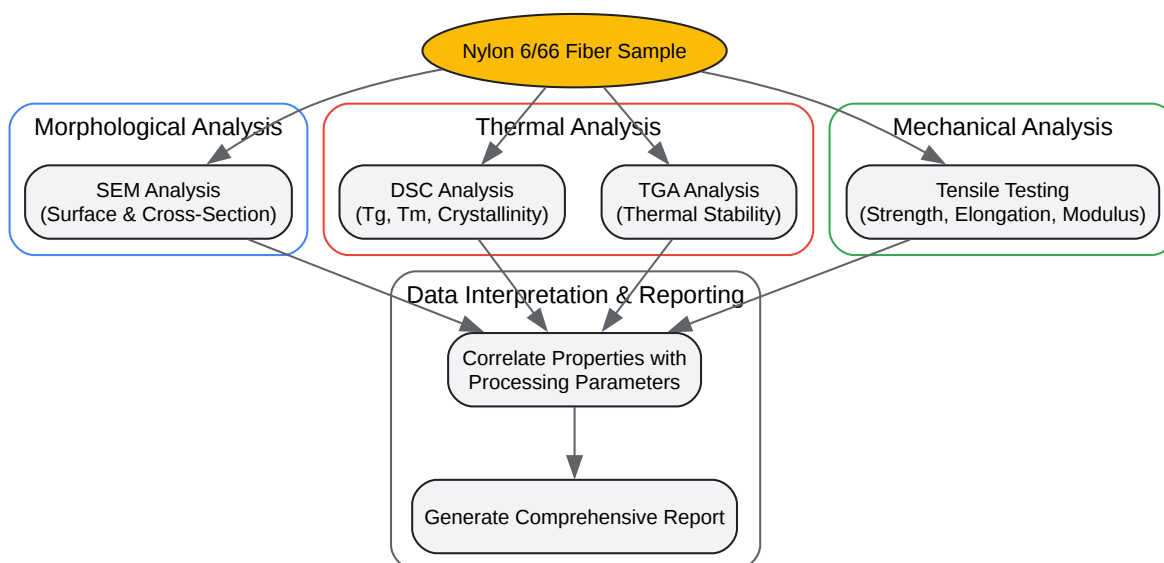 Nylon 6/66 Fiber Sample
Morphological Analysis
Thermal Analysis
Mechanical Analysis
SEM Analysis
(Surface & Cross-Section)
DSC Analysis
(Tg, Tm, Crystallinity)
TGA Analysis
(Thermal Stability)
Tensile Testing
(Strength, Elongation, Modulus)
Data Interpretation & Reporting
Correlate Properties with
Processing Parameters
Generate Comprehensive Report